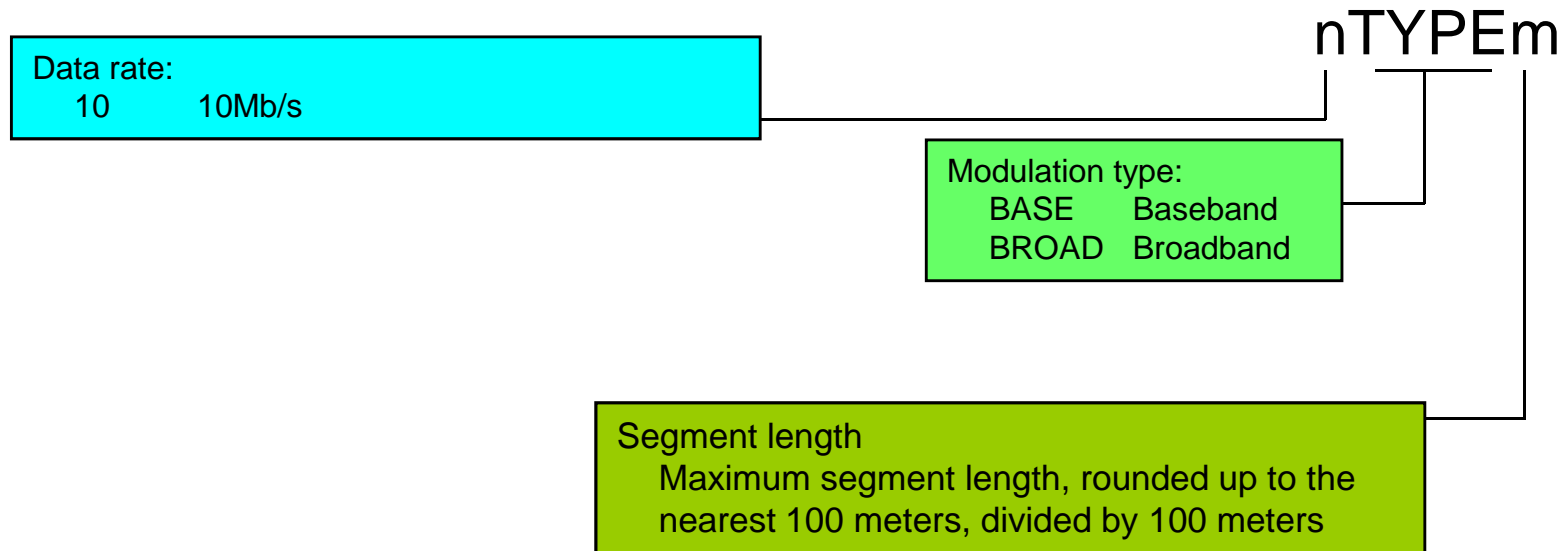 nTYPEm
Data rate:
10 10Mb/s
Modulation type:
BASE Baseband
BROAD Broadband
Segment length
Maximum segment length, rounded up to the
nearest 100 meters, divided by 100 meters